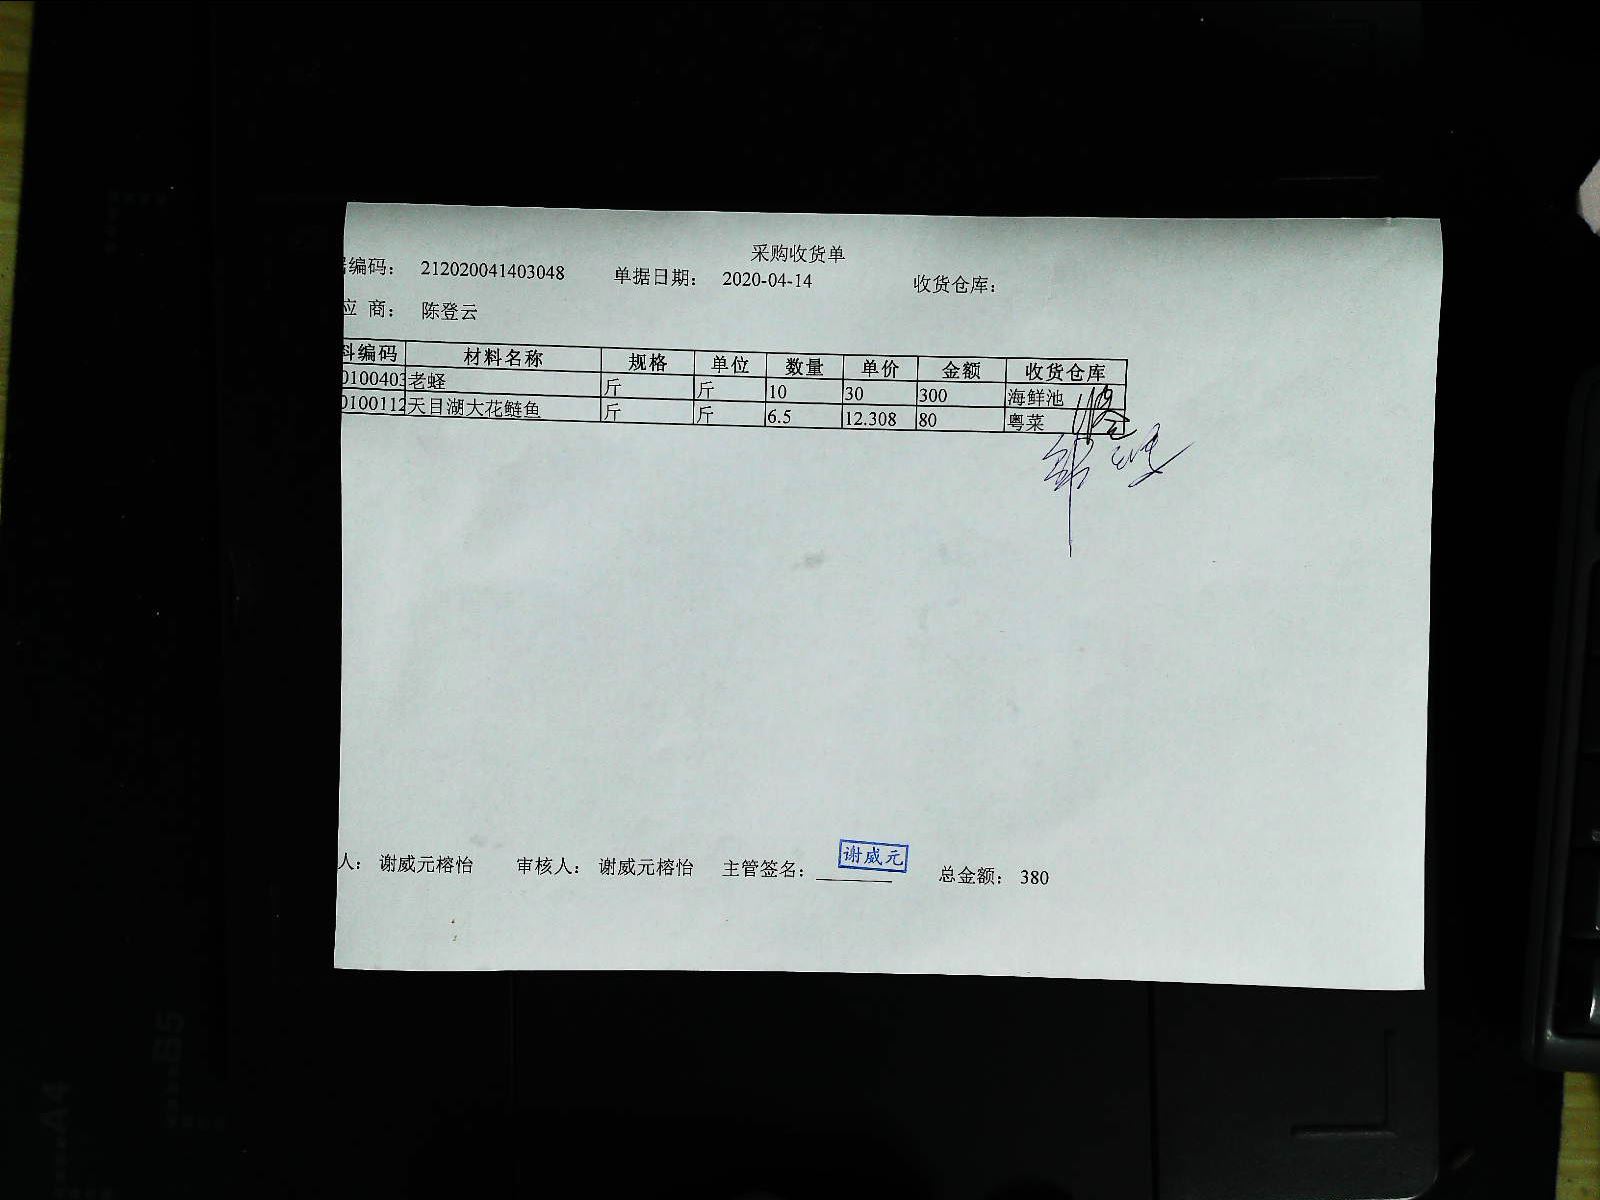 采购收货单
据编码： 212020041403048 单据日期： 2020-04-14 收货仓库：
应 商： 陈登云
料编码 材料名称 规格 单位 数量 单价 金额 收货仓库
0100403 老蛏 斤 斤 10 30 300 海鲜池
0100112 天目湖大花鲢鱼 斤 斤 6.5 12.308 80 粤菜
人： 谢威元榕怡 审核人： 谢威元榕怡 主管签名： 谢威元 总金额： 380
B5
A4